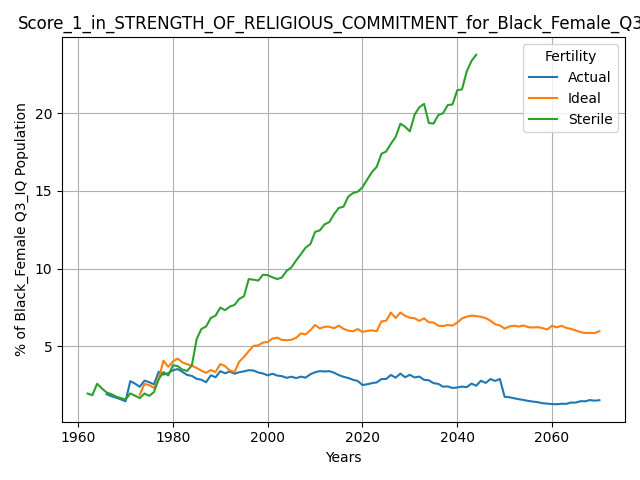 Score_1_in_STRENGTH_OF_RELIGIOUS_COMMITMENT_for_Black_Female_Q3
Fertility
Actual
Ideal
Sterile
% of Black_Female Q3_IQ Population
20
15
10
5
1960 1980 2000 2020 2040 2060
Years